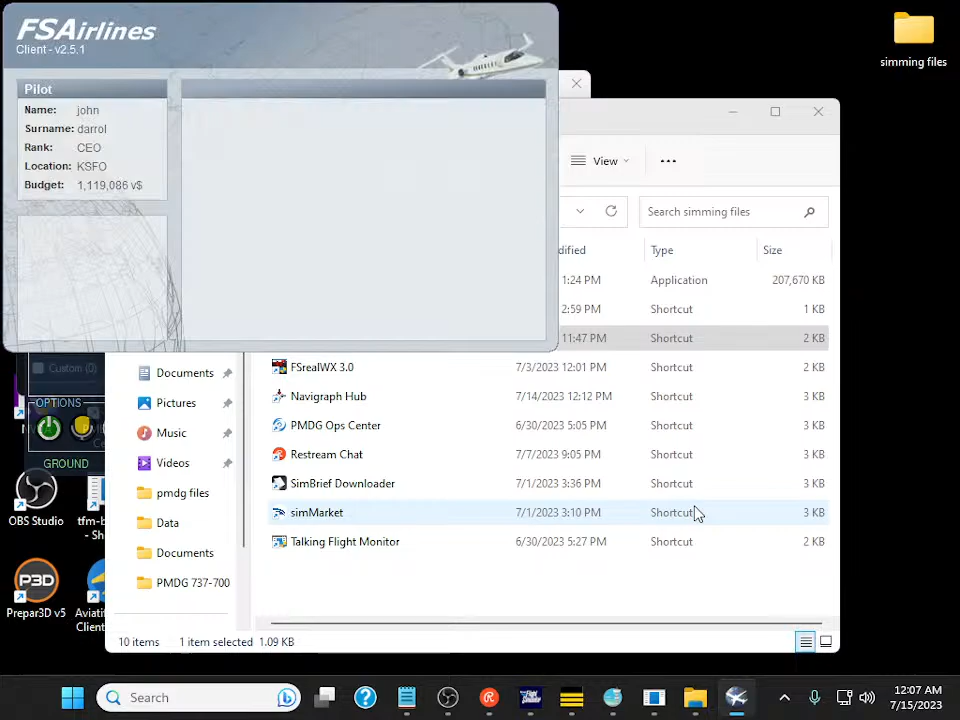 FSAirlines
Client - v2.5.1
Pilot
Name: john
Surname: darrol
Rank: CEO
Location: KSFO
Budget: 1,119,086 v$
simming files
View
Search simming files
dified Type Size
1:24 PM Application 207,670 KB
2:59 PM Shortcut 1 KB
11:47 PM Shortcut 2 KB
FSrealWX 3.0 7/3/2023 12:01 PM Shortcut 2 KB
Navigraph Hub 7/14/2023 12:12 PM Shortcut 3 KB
PMDG Ops Center 6/30/2023 5:05 PM Shortcut 3 KB
Restream Chat 7/7/2023 9:05 PM Shortcut 3 KB
SimBrief Downloader 7/1/2023 3:36 PM Shortcut 3 KB
simMarket 7/1/2023 3:10 PM Shortcut 3 KB
Talking Flight Monitor 6/30/2023 5:27 PM Shortcut 2 KB
Documents
Pictures
Music
Videos
pmdg files
Data
Documents
PMDG 737-700
10 items 1 item selected 1.09 KB
Custom (0)
OPTIONS
GROUND
OBS Studio
tfm-b
- Sh
P3D
Prepar3D v5
Aviati
Client
Search
12:07 AM
7/15/2023